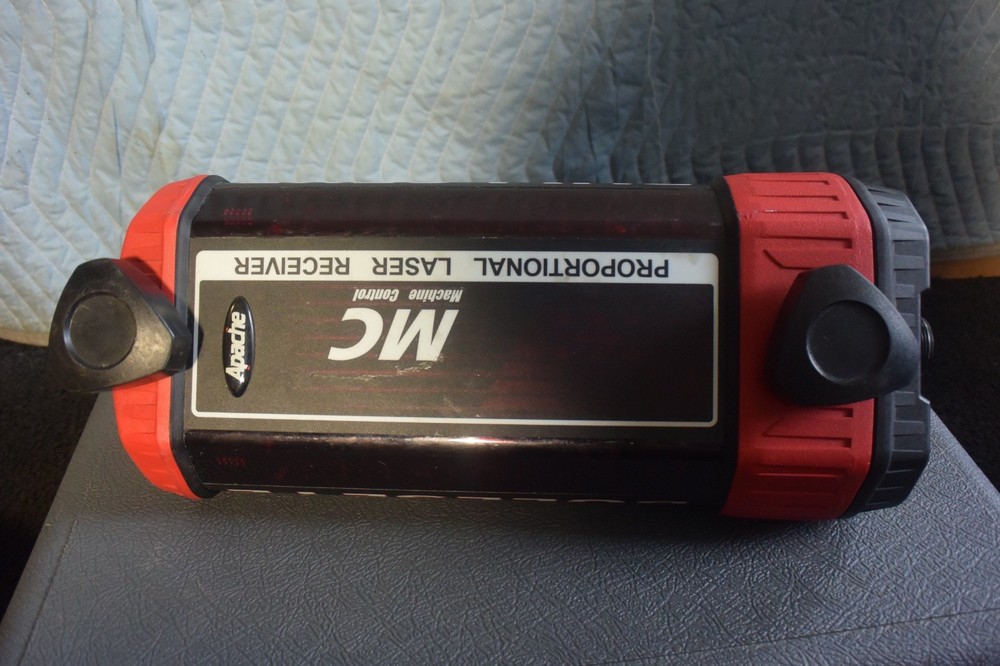 PROPORTIONAL LASER RECEIVER
Machine Control
MC
Apache